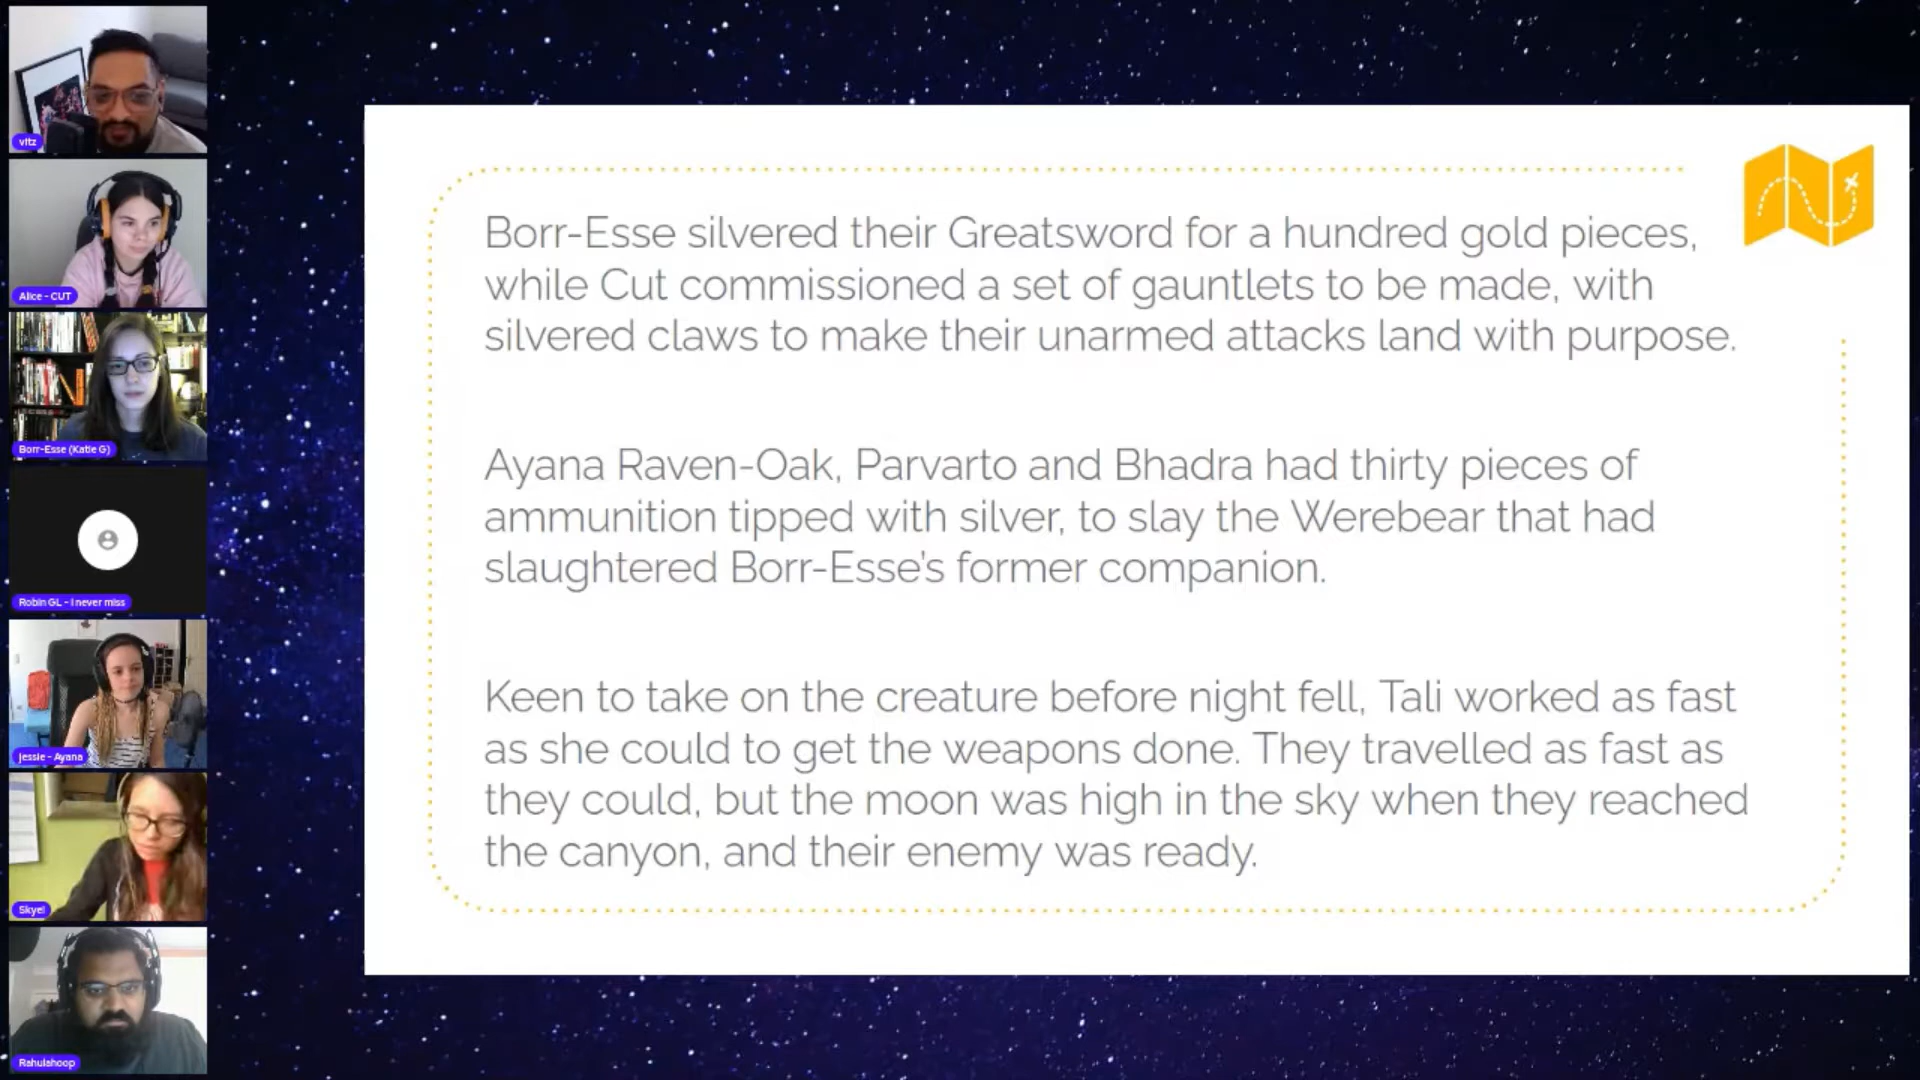 vitz
Alice - CUT
Borr-Esse (Katie G)
Robin GL - I never miss
Jessie - Ayana
Skye!
Rahulshoop
Borr-Esse silvered their Greatsword for a hundred gold pieces,
while Cut commissioned a set of gauntlets to be made, with
silvered claws to make their unarmed attacks land with purpose.
Ayana Raven-Oak, Parvarto and Bhadra had thirty pieces of
ammunition tipped with silver, to slay the Werebear that had
slaughtered Borr-Esse's former companion.
Keen to take on the creature before night fell, Tali worked as fast
as she could to get the weapons done. They travelled as fast as
they could, but the moon was high in the sky when they reached
the canyon, and their enemy was ready.